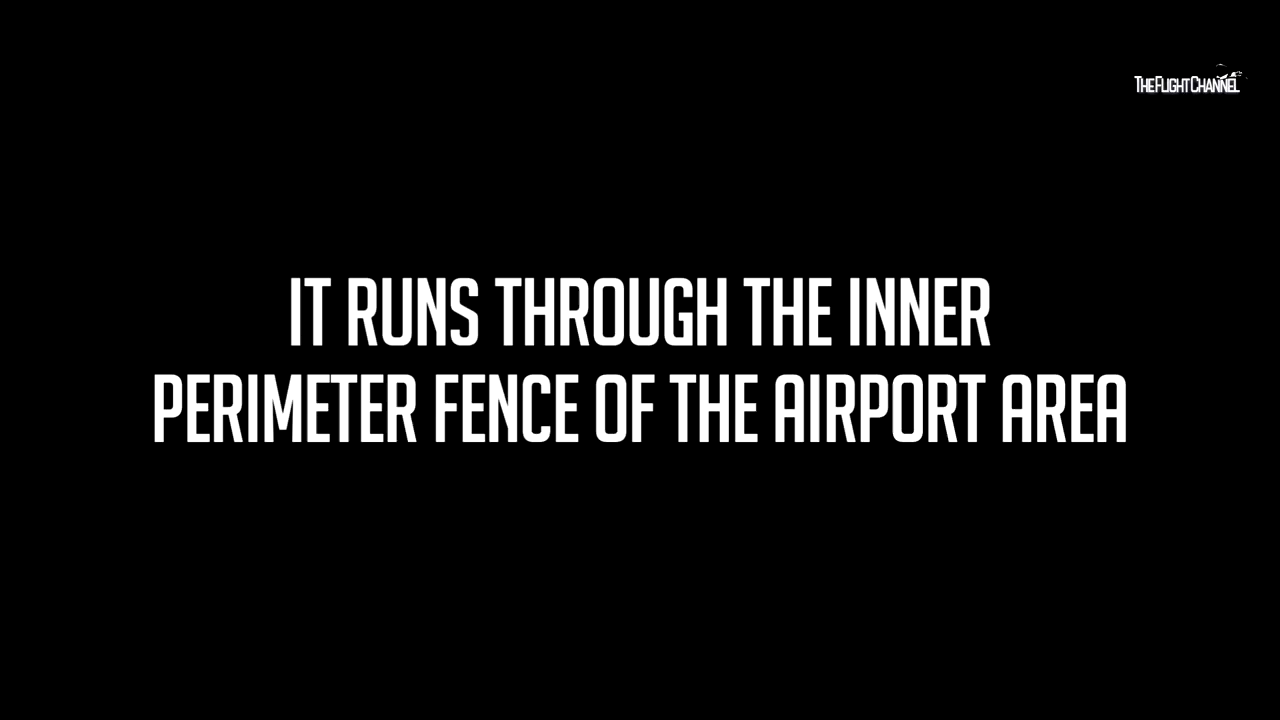 THEFLIGHTCHANNEL
IT RUNS THROUGH THE INNER
PERIMETER FENCE OF THE AIRPORT AREA